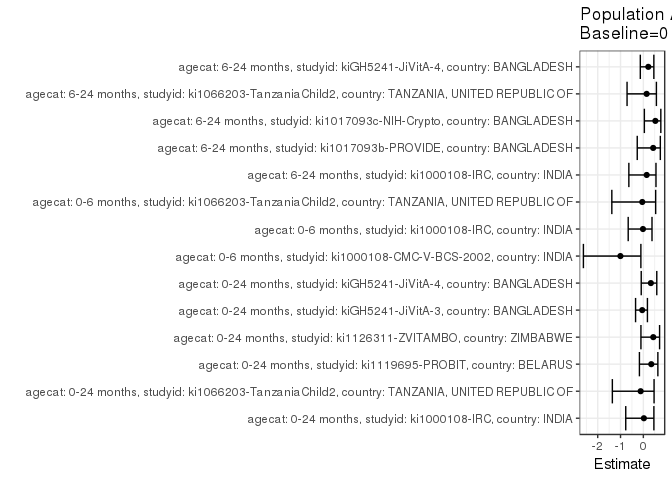 Population
Baseline=0
agecat: 6-24 months, studyid: kiGH5241-JiVitA-4, country: BANGLADESH
agecat: 6-24 months, studyid: ki1066203-TanzaniaChild2, country: TANZANIA, UNITED REPUBLIC OF
agecat: 6-24 months, studyid: ki1017093c-NIH-Crypto, country: BANGLADESH
agecat: 6-24 months, studyid: ki1017093b-PROVIDE, country: BANGLADESH
agecat: 6-24 months, studyid: ki1000108-IRC, country: INDIA
agecat: 0-6 months, studyid: ki1066203-TanzaniaChild2, country: TANZANIA, UNITED REPUBLIC OF
agecat: 0-6 months, studyid: ki1000108-IRC, country: INDIA
agecat: 0-6 months, studyid: ki1000108-CMC-V-BCS-2002, country: INDIA
agecat: 0-24 months, studyid: kiGH5241-JiVitA-4, country: BANGLADESH
agecat: 0-24 months, studyid: kiGH5241-JiVitA-3, country: BANGLADESH
agecat: 0-24 months, studyid: ki1126311-ZVITAMBO, country: ZIMBABWE
agecat: 0-24 months, studyid: ki1119695-PROBIT, country: BELARUS
agecat: 0-24 months, studyid: ki1066203-TanzaniaChild2, country: TANZANIA, UNITED REPUBLIC OF
agecat: 0-24 months, studyid: ki1000108-IRC, country: INDIA
-2 -1 0
Estimate